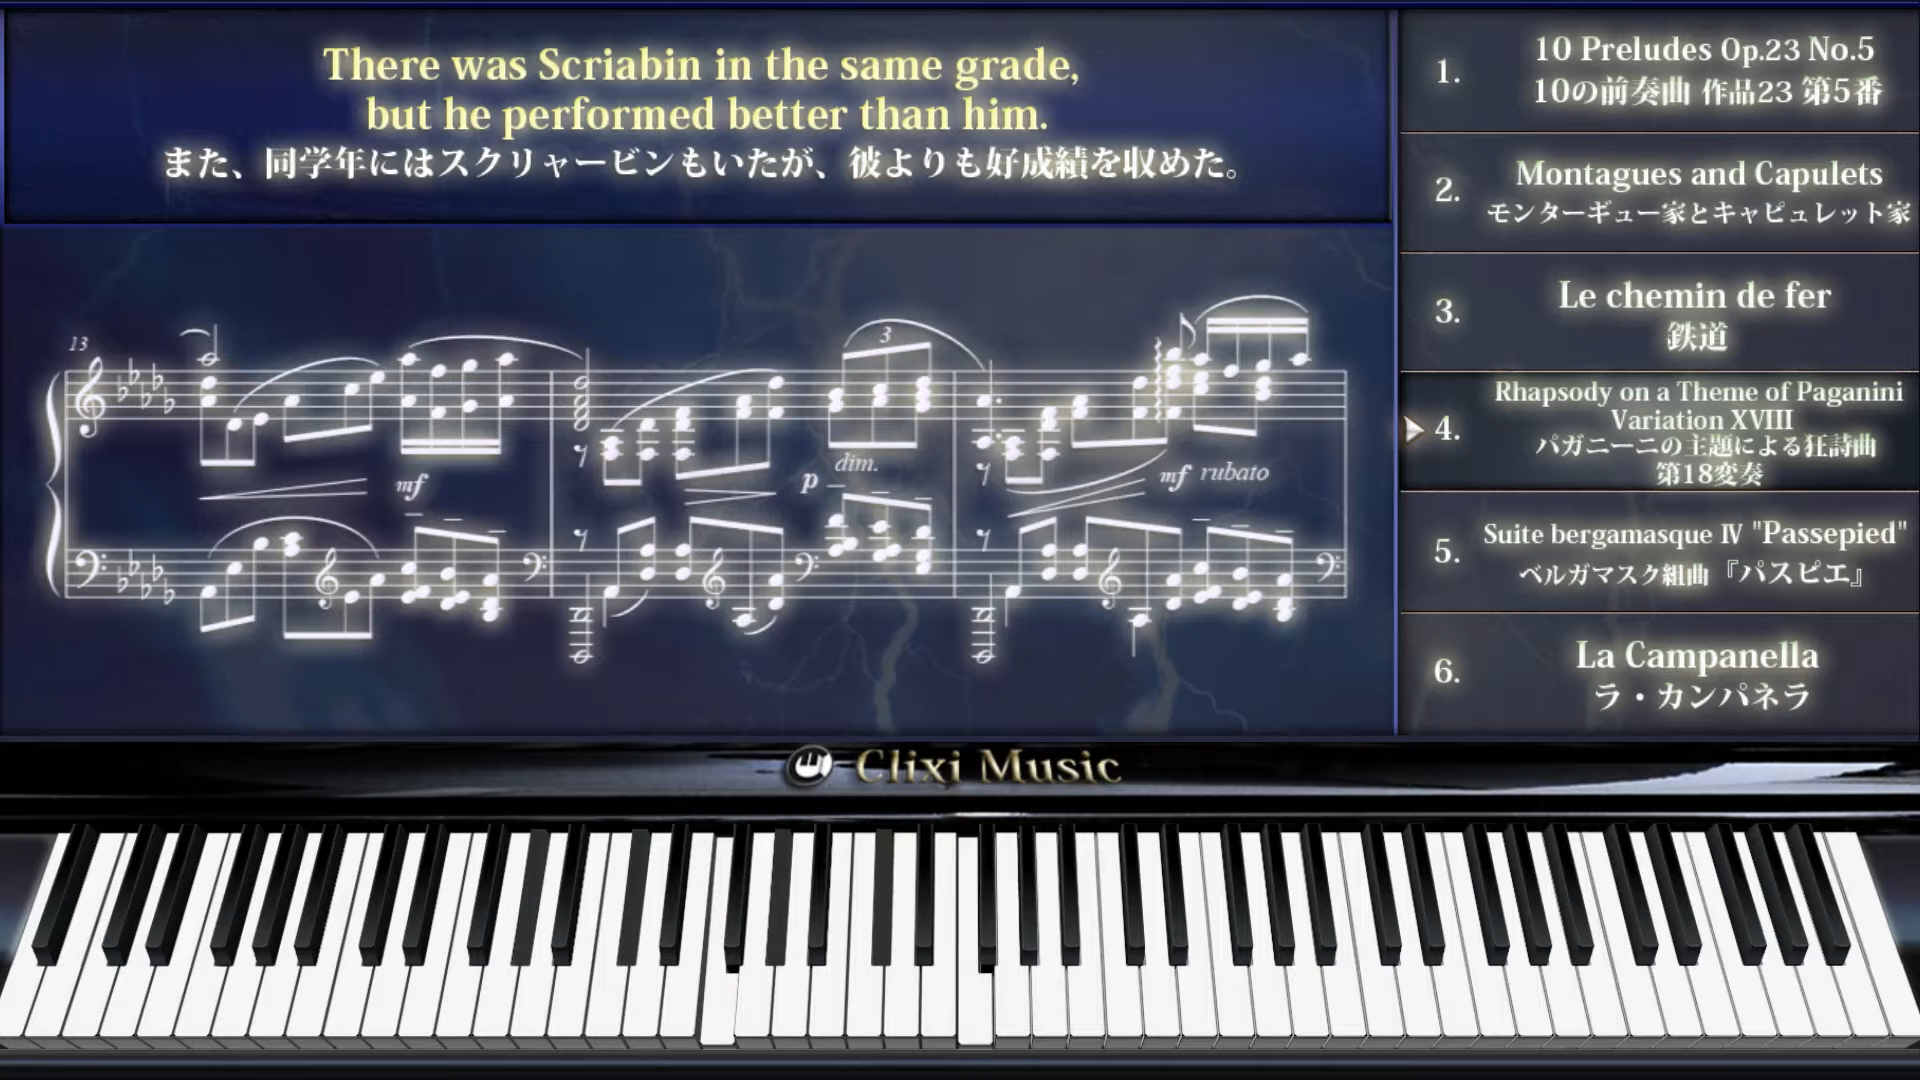 There was Scriabin in the same grade,
but he performed better than him.
また、同学年にはスクリャービンもいたが、彼よりも好成績を収めた。
13
3
mf
dim.
p
mf rubato
1.
10 Preludes Op.23 No.5
10の前奏曲 作品23 第5番
2.
Montagues and Capulets
モンターギュー家とキャピュレット家
3.
Le chemin de fer
鉄道
4.
Rhapsody on a Theme of Paganini
Variation XVIII
パガニーニの主題による狂詩曲
第18変奏
5.
Suite bergamasque Ⅳ "Passepied"
ベルガマスク組曲『パスピエ』
6.
La Campanella
ラ・カンパネラ
Clixi Music